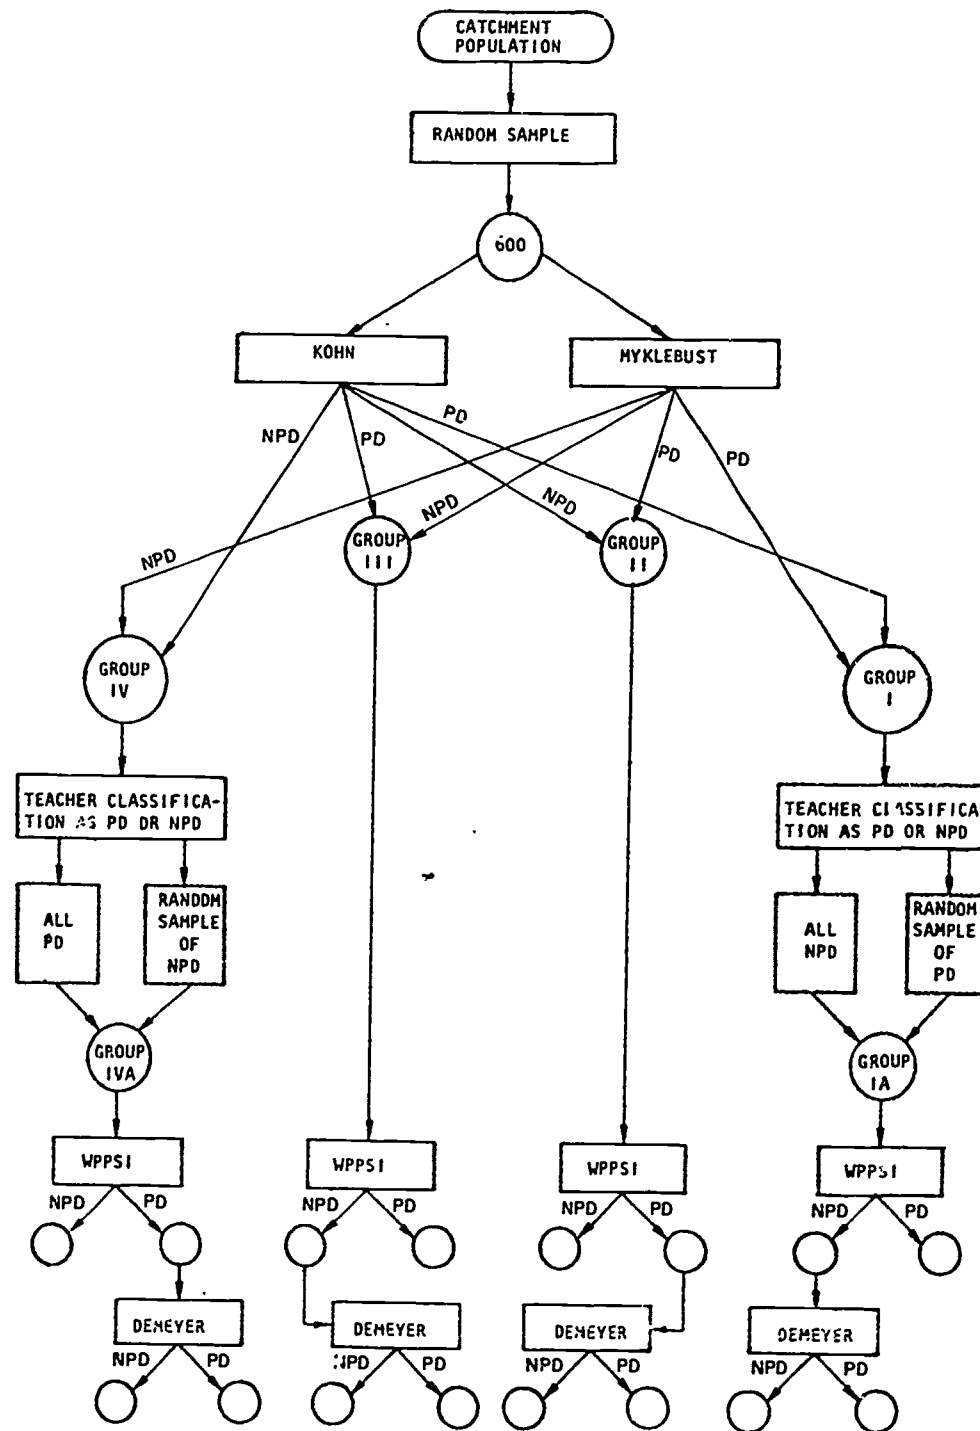 CATCHMENT
POPULATION
RANDOM SAMPLE
600
KOHN
MYKLEBUST
NPD
PD
PD
PD
PD
NPD
NPD
NPD
GROUP
III
GROUP
II
GROUP
IV
GROUP
I
TEACHER CLASSIFICA-
TION AS PD OR NPD
TEACHER CLASSIFICA
TION AS PD OR NPD
ALL
PD
RANDOM
SAMPLE
OF
NPD
ALL
NPD
RANDOM
SAMPLE
OF
PD
GROUP
IVA
GROUP
IA
WPPSI
WPPSI
WPPSI
WPPSI
NPD
PD
NPD
PD
NPD
PD
NPD
PD
DEMEYER
DEMEYER
DEMEYER
DEMEYER
NPD
PD
NPD
PD
NPD
PD
NPD
PD